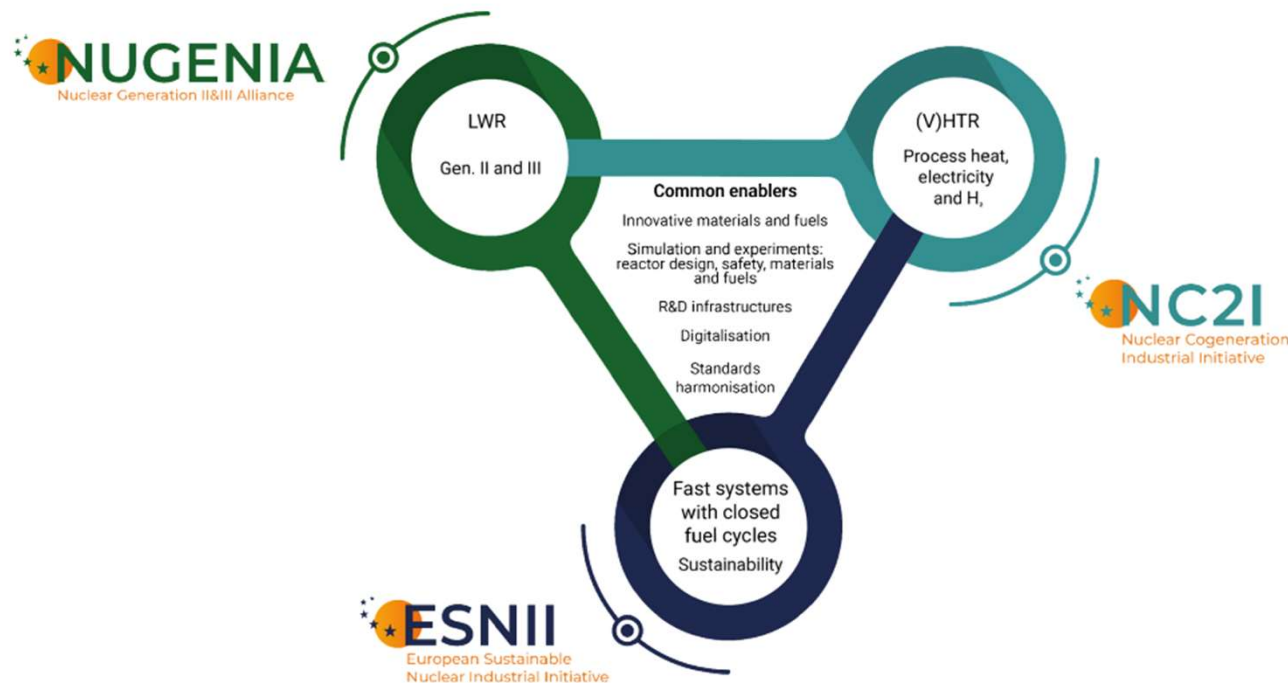 NUGENIA
Nuclear Generation II&III Alliance
LWR
Gen. II and III
(V)HTR
Process heat,
electricity
and H,
Common enablers
Innovative materials and fuels
Simulation and experiments:
reactor design, safety, materials
and fuels
R&D infrastructures
Digitalisation
Standards
harmonisation
NC2I
Nuclear Cogeneration
Industrial Initiative
Fast systems
with closed
fuel cycles
Sustainability
ESNII
European Sustainable
Nuclear Industrial Initiative